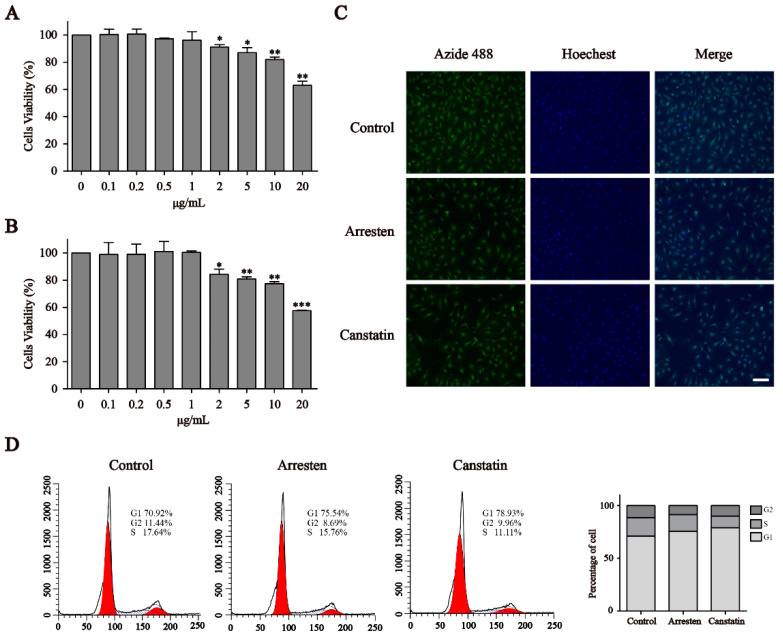 A
Cells Viability (%)
120
100
80
60
40
20
0
* * ** **
0 0.1 0.2 0.5 1 2 5 10 20
μg/mL
B
Cells Viability (%)
120
100
80
60
40
20
0
* ** ** ***
0 0.1 0.2 0.5 1 2 5 10 20
μg/mL
C
Azide 488 Hoechest Merge
Control
Arresten
Canstatin
D
Control
2500
2000
1500
1000
500
0
G1 70.92%
G2 11.44%
S 17.64%
0 50 100 150 200 250
Arresten
2500
2000
1500
1000
500
0
G1 75.54%
G2 8.69%
S 15.76%
0 50 100 150 200 250
Canstatin
2500
2000
1500
1000
500
0
G1 78.93%
G2 9.96%
S 11.11%
0 50 100 150 200 250
Percentage of cell
100
50
0
Control Arresten Canstatin
G2
S
G1